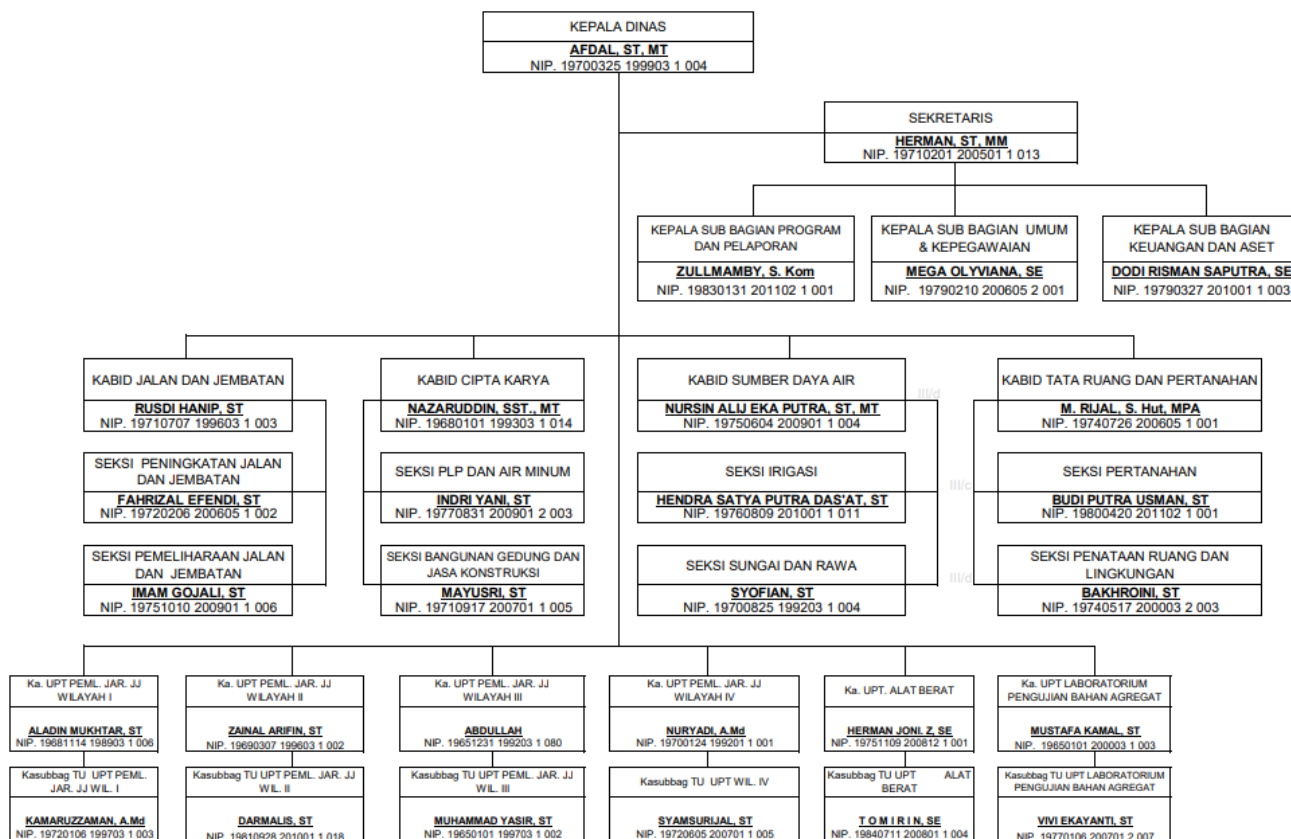 KEPALA DINAS
AFDAL, ST, MT
NIP. 19700325 199903 1 004
SEKRETARIS
HERMAN, ST, MM
NIP. 19710201 200501 1 013
KEPALA SUB BAGIAN PROGRAM
DAN PELAPORAN
ZULLMAMBY, S. Kom
NIP. 19830131 201102 1 001
KEPALA SUB BAGIAN UMUM
& KEPEGAWAIAN
MEGA OLYVIANA, SE
NIP. 19790210 200605 2 001
KEPALA SUB BAGIAN
KEUANGAN DAN ASET
DODI RISMAN SAPUTRA, SE
NIP. 19790327 201001 1 003
KABID JALAN DAN JEMBATAN
RUSDI HANIP, ST
NIP. 19710707 199603 1 003
SEKSI PENINGKATAN JALAN
DAN JEMBATAN
FAHRIZAL EFENDI, ST
NIP. 19720206 200605 1 002
SEKSI PEMELIHARAAN JALAN
DAN JEMBATAN
IMAM GOJALI, ST
NIP. 19751010 200901 1 006
KABID CIPTA KARYA
NAZARUDDIN, SST., MT
NIP. 19680101 199303 1 014
SEKSI PLP DAN AIR MINUM
INDRI YANI, ST
NIP. 19770831 200901 2 003
SEKSI BANGUNAN GEDUNG DAN
JASA KONSTRUKSI
MAYUSRI, ST
NIP. 19710917 200701 1 005
KABID SUMBER DAYA AIR
NURSIN ALIJ EKA PUTRA, ST, MT
NIP. 19750604 200901 1 004
III/d
SEKSI IRIGASI
HENDRA SATYA PUTRA DAS'AT, ST
NIP. 19760809 201001 1 011
III/c
SEKSI SUNGAI DAN RAWA
SYOFIAN, ST
NIP. 19700825 199203 1 004
III/d
KABID TATA RUANG DAN PERTANAHAN
M. RIJAL, S. Hut, MPA
NIP. 19740726 200605 1 001
SEKSI PERTANAHAN
BUDI PUTRA USMAN, ST
NIP. 19800420 201102 1 001
SEKSI PENATAAN RUANG DAN
LINGKUNGAN
BAKHROINI, ST
NIP. 19740517 200003 2 003
Ka. UPT PEML. JAR. JJ
WILAYAH I
ALADIN MUKHTAR, ST
NIP. 19681114 198903 1 006
Ka. UPT PEML. JAR. JJ
WILAYAH II
ZAINAL ARIFIN, ST
NIP. 19690307 199603 1 002
Ka. UPT PEML. JAR. JJ
WILAYAH III
ABDULLAH
NIP. 19651231 199203 1 080
Ka. UPT PEML. JAR. JJ
WILAYAH IV
NURYADI, A.Md
NIP. 19700124 199201 1 001
Ka. UPT. ALAT BERAT
HERMAN JONI. Z, SE
NIP. 19751109 200812 1 001
Ka. UPT LABORATORIUM
PENGUJIAN BAHAN AGREGAT
MUSTAFA KAMAL, ST
NIP. 19650101 200003 1 003
Kasubbag TU UPT PEML.
JAR. JJ WIL. I
KAMARUZZAMAN, A.Md
NIP. 19720106 199703 1 003
Kasubbag TU UPT PEML. JAR. JJ
WIL. II
DARMALIS, ST
NIP. 19810928 201001 1 018
Kasubbag TU UPT PEML. JAR. JJ
WIL. III
MUHAMMAD YASIR, ST
NIP. 19650101 199703 1 002
Kasubbag TU UPT WIL. IV
SYAMSURIJAL, ST
NIP. 19720605 200701 1 005
Kasubbag TU UPT ALAT
BERAT
T O M I R I N, SE
NIP. 19840711 200801 1 004
Kasubbag TU UPT LABORATORIUM
PENGUJIAN BAHAN AGREGAT
VIVI EKAYANTI, ST
NIP. 19770106 200701 2 007